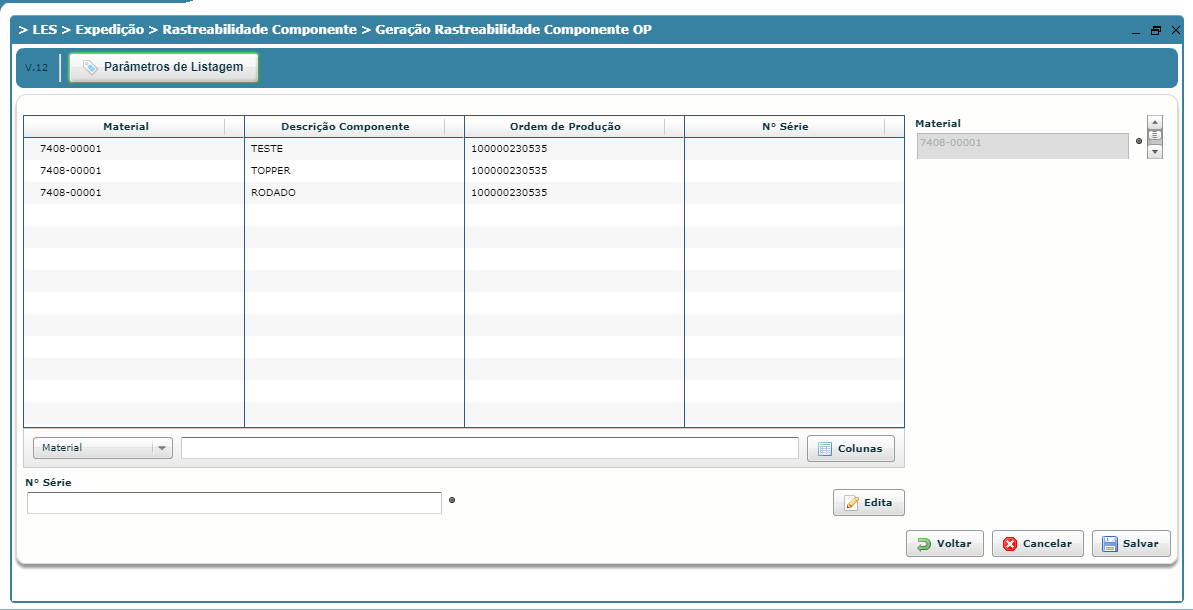 > LES > Expedição > Rastreabilidade Componente > Geração Rastreabilidade Componente OP
V.12 Parâmetros de Listagem
Material Descrição Componente Ordem de Produção Nº Série
7408-00001 TESTE 100000230535
7408-00001 TOPPER 100000230535
7408-00001 RODADO 100000230535
Material
7408-00001
Material Colunas
Nº Série
Edita
Voltar Cancelar Salvar